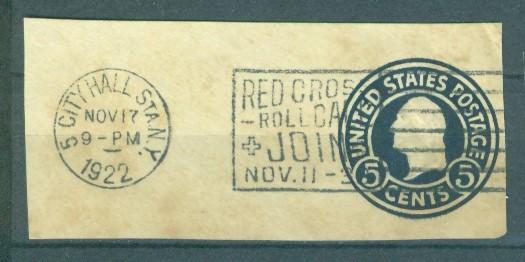 5 CITY HALL STA. N.Y.
NOV 17
9 - PM
1922
RED CROSS
-ROLL CA
+ JOIN
NOV. 11 -
UNITED STATES POSTAGE
5 CENTS 5